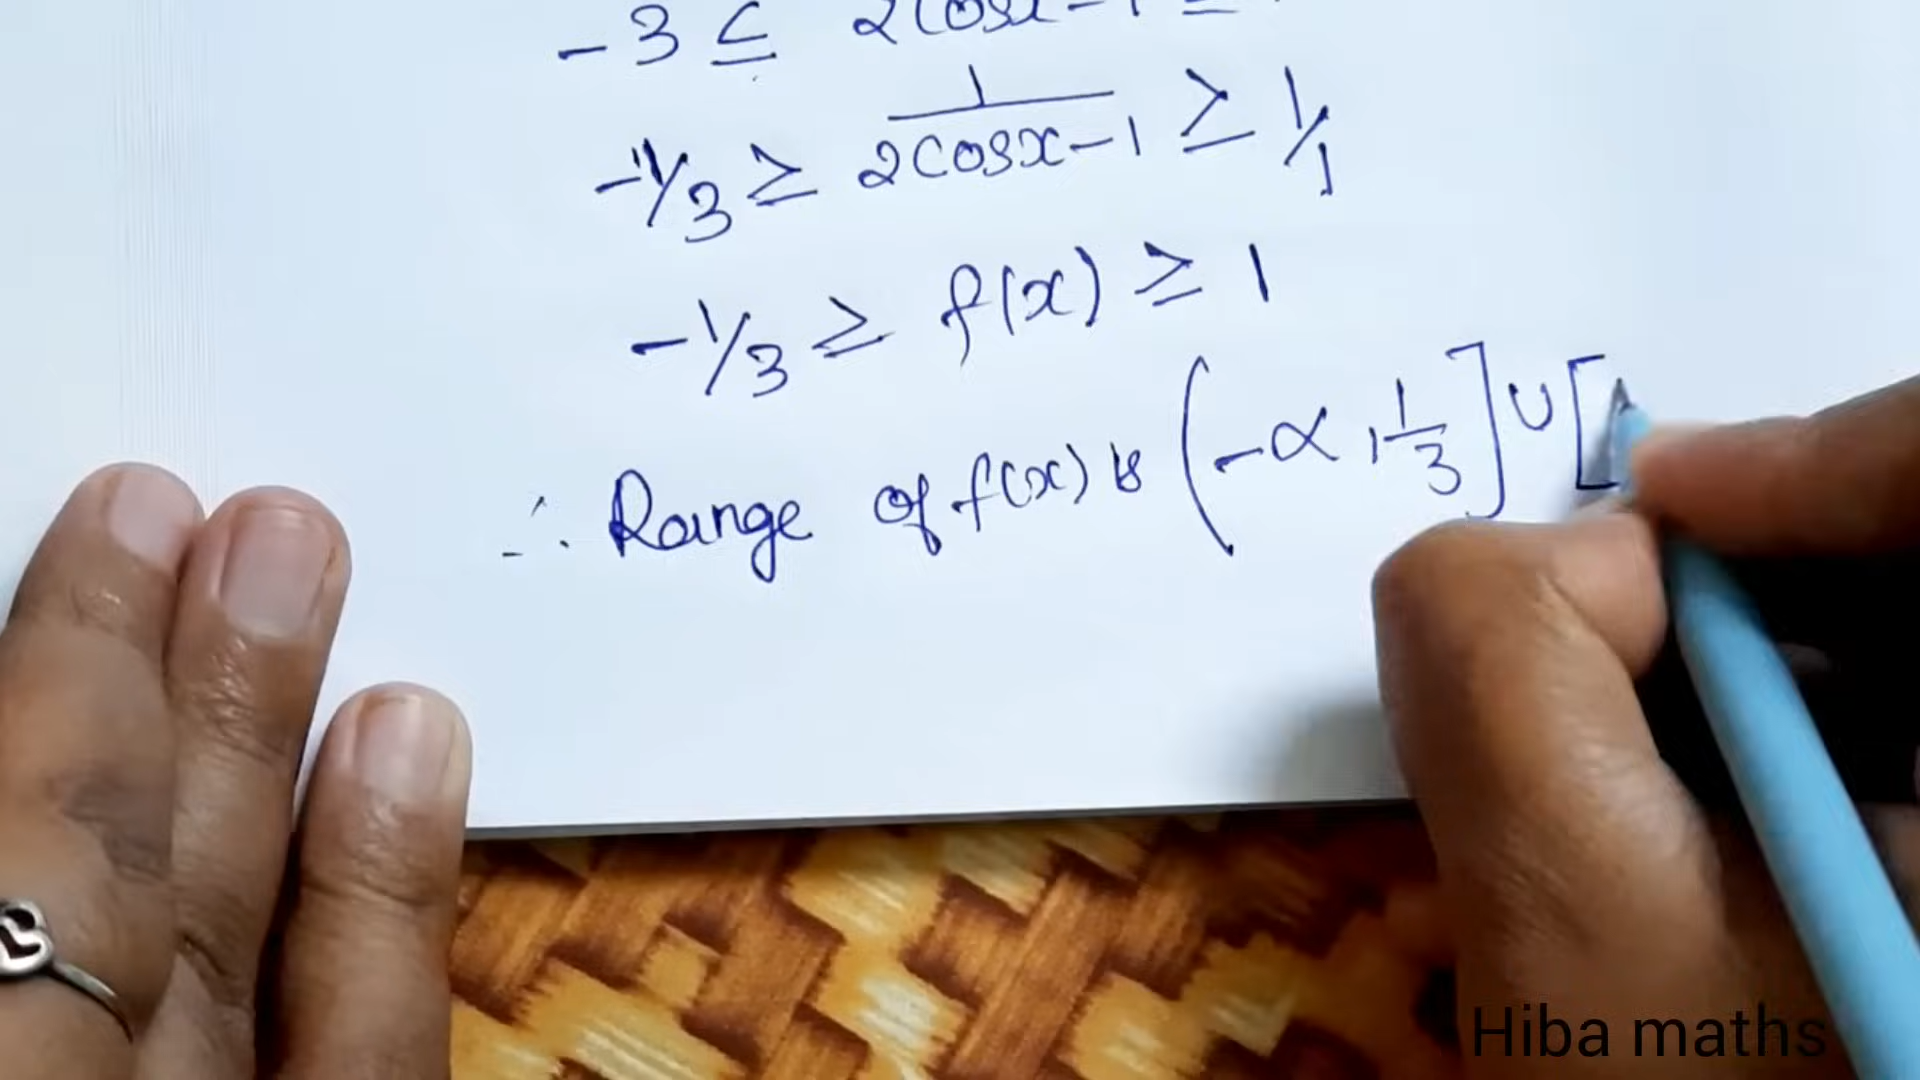 -3 ≤ 2cosx-1 ≤
-1/3 ≥ 1/(2cosx-1) ≥ 1/1
-1/3 ≥ f(x) ≥ 1
∴ Range of f(x) is (-∝, 1/3] ∪ [
Hiba maths